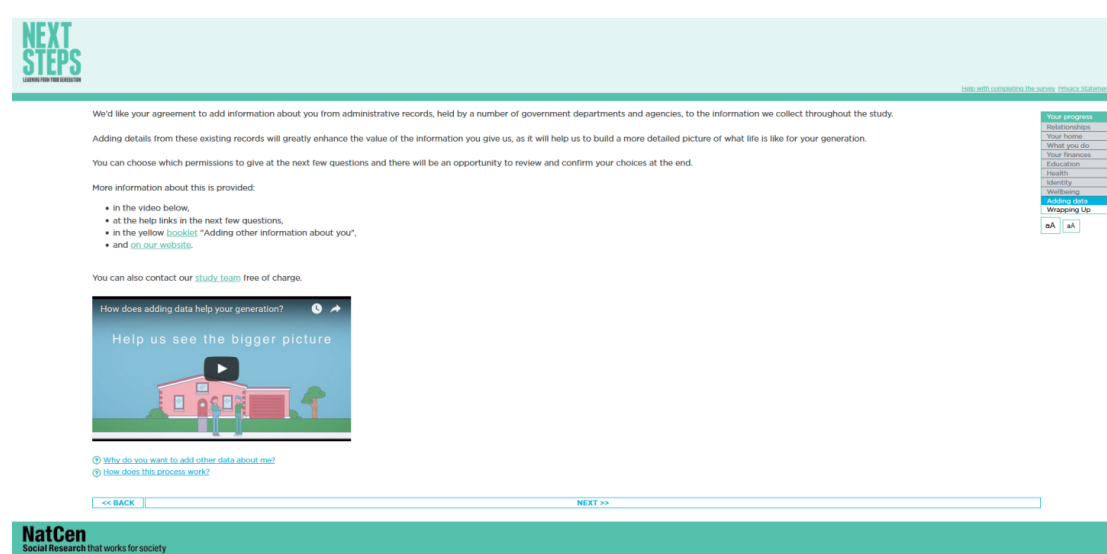 NEXT
STEPS
LEARNING FROM YOUR GENERATION
Help with completing the survey Privacy Statemen
We'd like your agreement to add information about you from administrative records, held by a number of government departments and agencies, to the information we collect throughout the study.
Adding details from these existing records will greatly enhance the value of the information you give us, as it will help us to build a more detailed picture of what life is like for your generation.
You can choose which permissions to give at the next few questions and there will be an opportunity to review and confirm your choices at the end.
More information about this is provided:
• in the video below,
• at the help links in the next few questions,
• in the yellow booklet "Adding other information about you",
• and on our website.
You can also contact our study team free of charge.
How does adding data help your generation?
Help us see the bigger picture
? Why do you want to add other data about me?
? How does this process work?
<< BACK NEXT >>
Your progress
Relationships
Your home
What you do
Your finances
Education
Health
Identity
Wellbeing
Adding data
Wrapping Up
aA aA
NatCen
Social Research that works for society